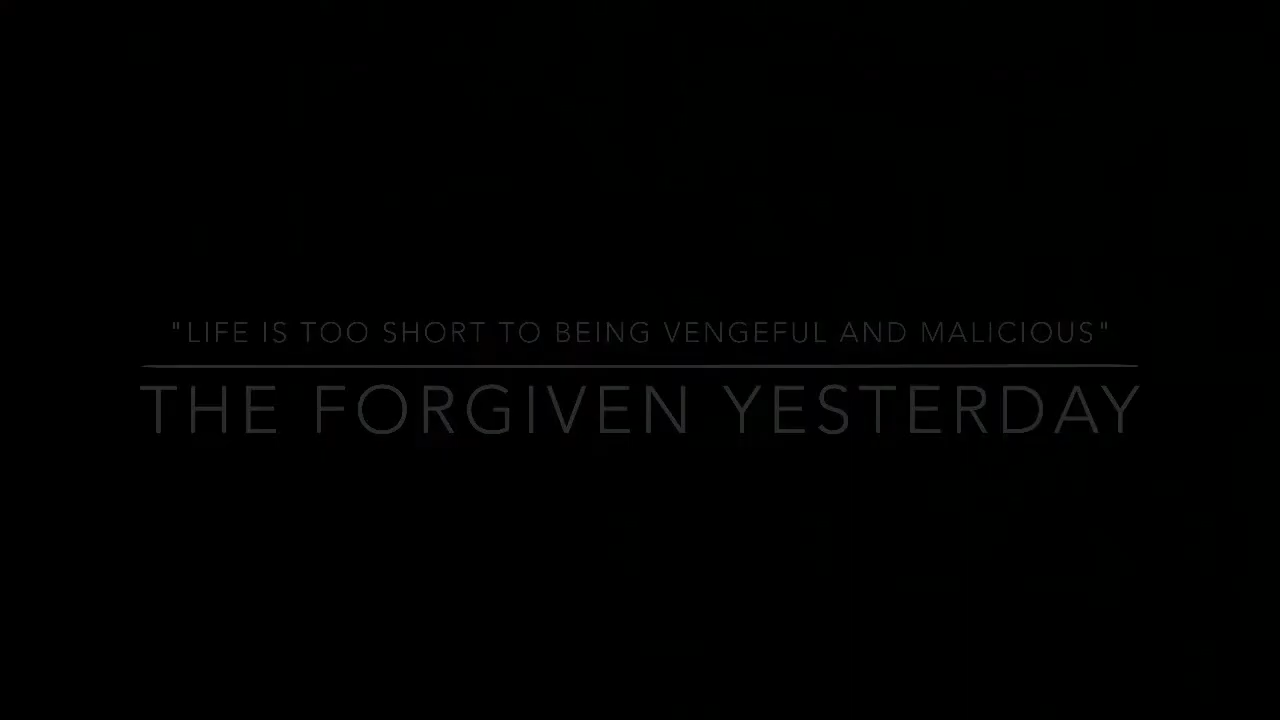 "LIFE IS TOO SHORT TO BEING VENGEFUL AND MALICIOUS"
THE FORGIVEN YESTERDAY